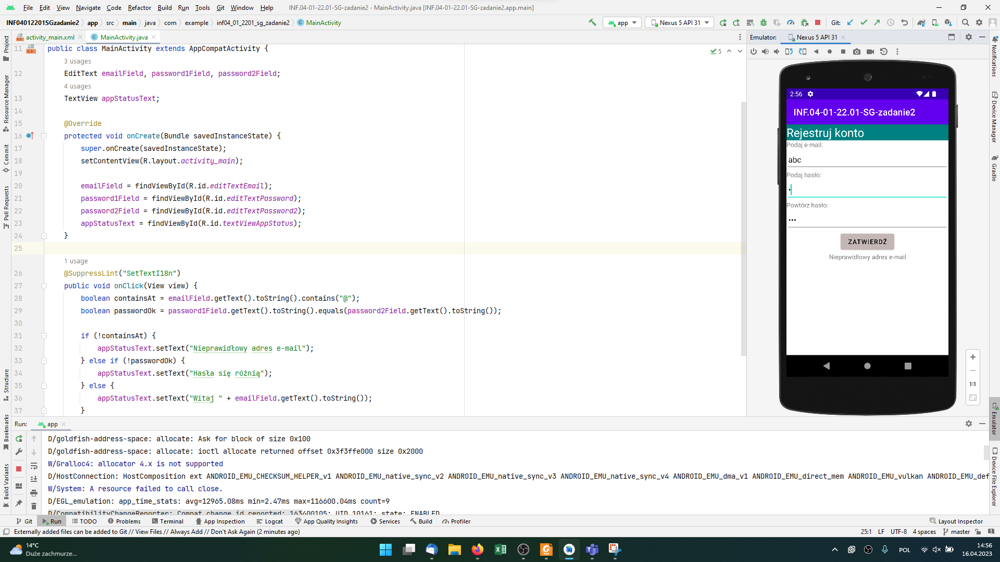 File Edit View Navigate Code Refactor Build Run Tools Git Window Help INF.04-01-22.01-SG-zadanie2 - MainActivity.java [INF.04-01-22.01-SG-zadanie2.app.main]
INF04012201SGzadanie2 app src main java com example inf04_01_2201_sg_zadanie2 MainActivity app Nexus 5 API 31 Git:
activity_main.xml MainActivity.java Emulator: Nexus 5 API 31
Project
Resource Manager
Commit
Pull Requests
Structure
Bookmarks
Build Variants
5
11 public class MainActivity extends AppCompatActivity {
3 usages
12 EditText emailField, password1Field, password2Field;
4 usages
13 TextView appStatusText;
14
15 @Override
16 protected void onCreate(Bundle savedInstanceState) {
17 super.onCreate(savedInstanceState);
18 setContentView(R.layout.activity_main);
19
20 emailField = findViewById(R.id.editTextEmail);
21 password1Field = findViewById(R.id.editTextPassword);
22 password2Field = findViewById(R.id.editTextPassword2);
23 appStatusText = findViewById(R.id.textViewAppStatus);
24 }
25
1 usage
26 @SuppressLint("SetTextI18n")
27 public void onClick(View view) {
28 boolean containsAt = emailField.getText().toString().contains("@");
29 boolean passwordOk = password1Field.getText().toString().equals(password2Field.getText().toString());
30
31 if (!containsAt) {
32 appStatusText.setText("Nieprawidłowy adres e-mail");
33 } else if (!passwordOk) {
34 appStatusText.setText("Hasła się różnią");
35 } else {
36 appStatusText.setText("Witaj " + emailField.getText().toString());
37 }
2:56
INF.04-01-22.01-SG-zadanie2
Rejestruj konto
Podaj e-mail:
abc
Podaj hasło:
•
Powtórz hasło:
•••
ZATWIERDŹ
Nieprawidłowy adres e-mail
1:1
Notifications
Device Manager
Gradle
Emulator
Device File Explorer
Run: app
D/goldfish-address-space: allocate: Ask for block of size 0x100
D/goldfish-address-space: allocate: ioctl allocate returned offset 0x3f3ffe000 size 0x2000
W/Gralloc4: allocator 4.x is not supported
D/HostConnection: HostComposition ext ANDROID_EMU_CHECKSUM_HELPER_v1 ANDROID_EMU_native_sync_v2 ANDROID_EMU_native_sync_v3 ANDROID_EMU_native_sync_v4 ANDROID_EMU_dma_v1 ANDROID_EMU_direct_mem ANDROID_EMU_vulkan ANDROID_EMU_def
W/System: A resource failed to call close.
D/EGL_emulation: app_time_stats: avg=12965.08ms min=2.47ms max=116600.04ms count=9
D/CompatibilityChangeReporter: Compat change id reported: 163400105; UID 10161; state: ENABLED
Git Run TODO Problems Terminal App Inspection Logcat App Quality Insights Services Build Profiler Layout Inspector
Externally added files can be added to Git // View Files // Always Add // Don't Ask Again (2 minutes ago) 25:1 LF UTF-8 4 spaces master
14°C
Duże zachmurze...
POL
14:56
16.04.2023